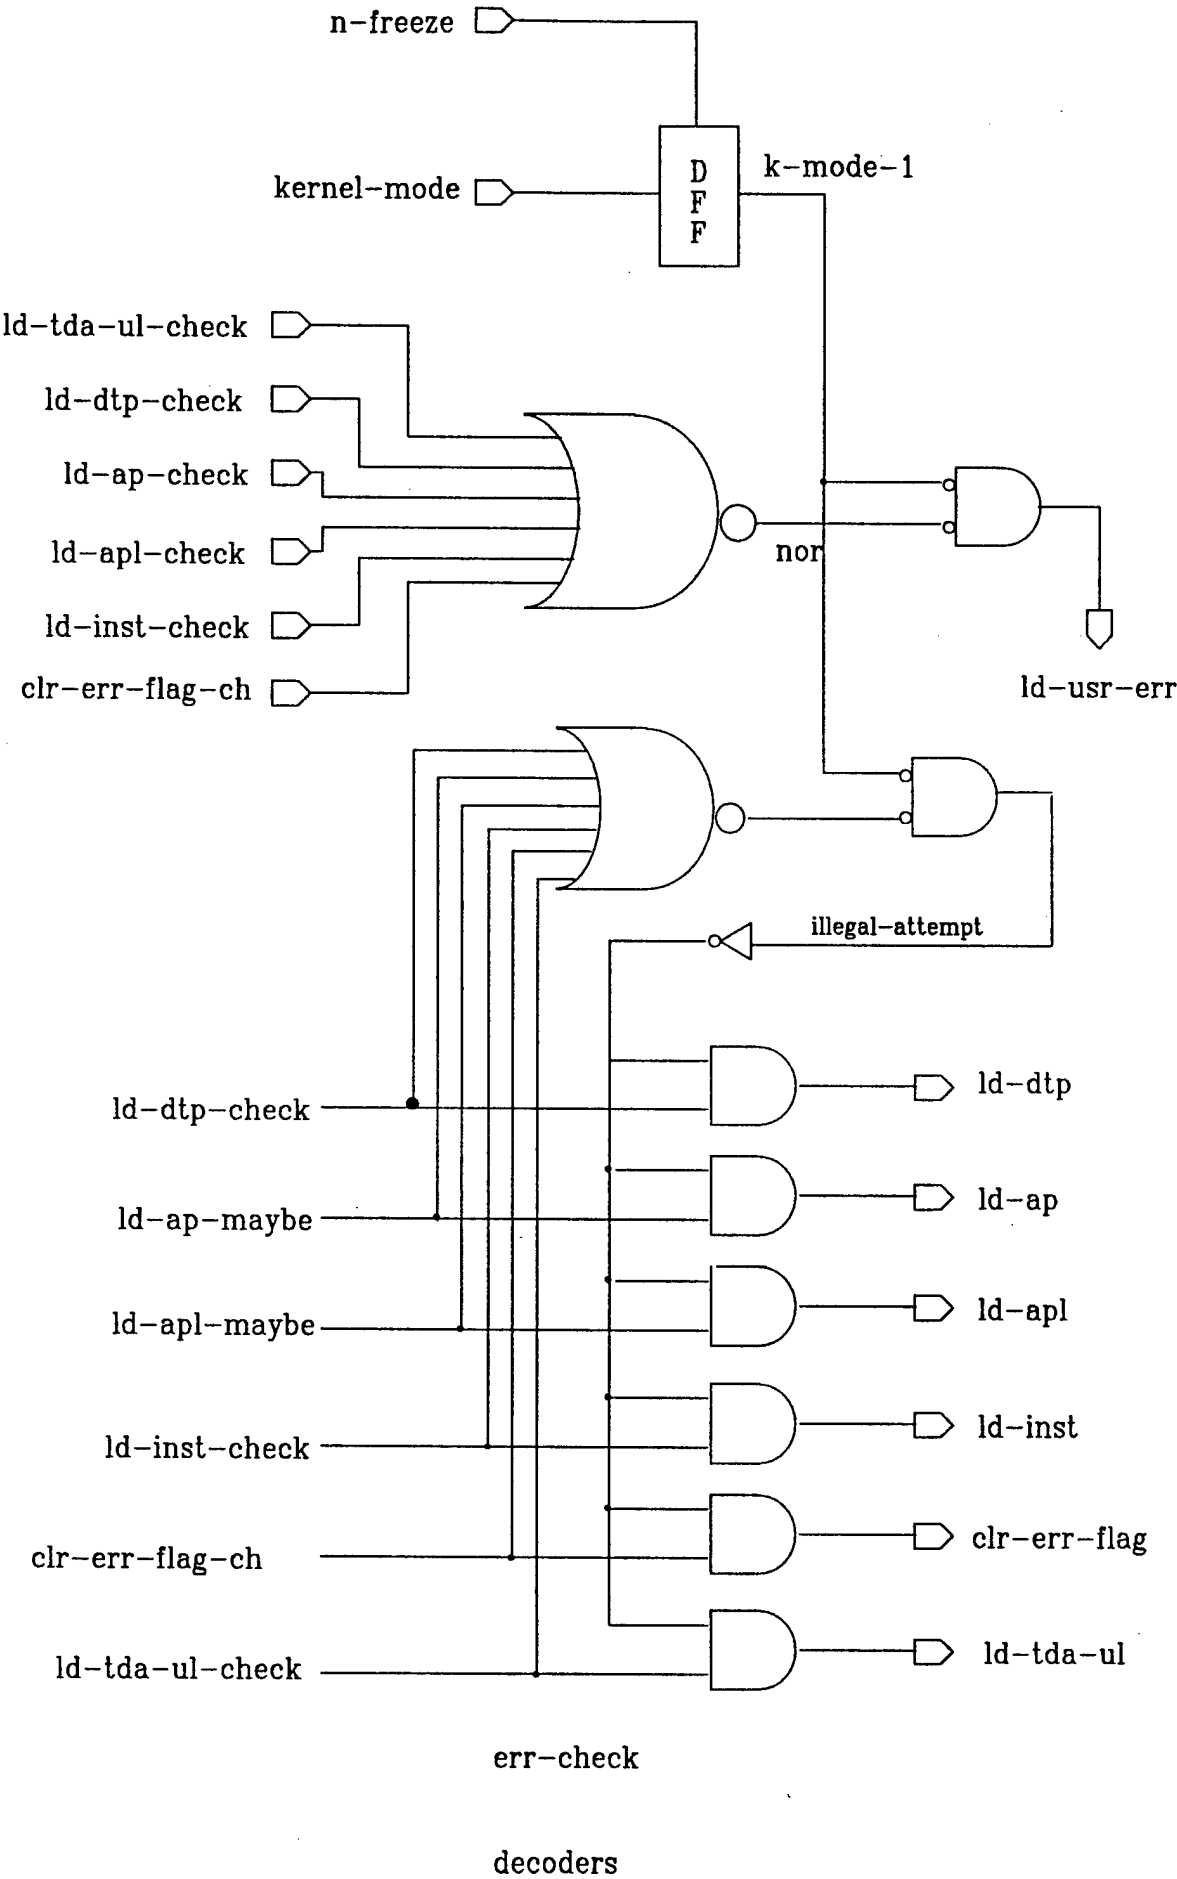 n-freeze
kernel-mode
D
F
F
k-mode-1
ld-tda-ul-check
ld-dtp-check
ld-ap-check
ld-apl-check
ld-inst-check
clr-err-flag-ch
nor
ld-usr-err
illegal-attempt
ld-dtp-check
ld-dtp
ld-ap-maybe
ld-ap
ld-apl-maybe
ld-apl
ld-inst-check
ld-inst
clr-err-flag-ch
clr-err-flag
ld-tda-ul-check
ld-tda-ul
err-check
decoders